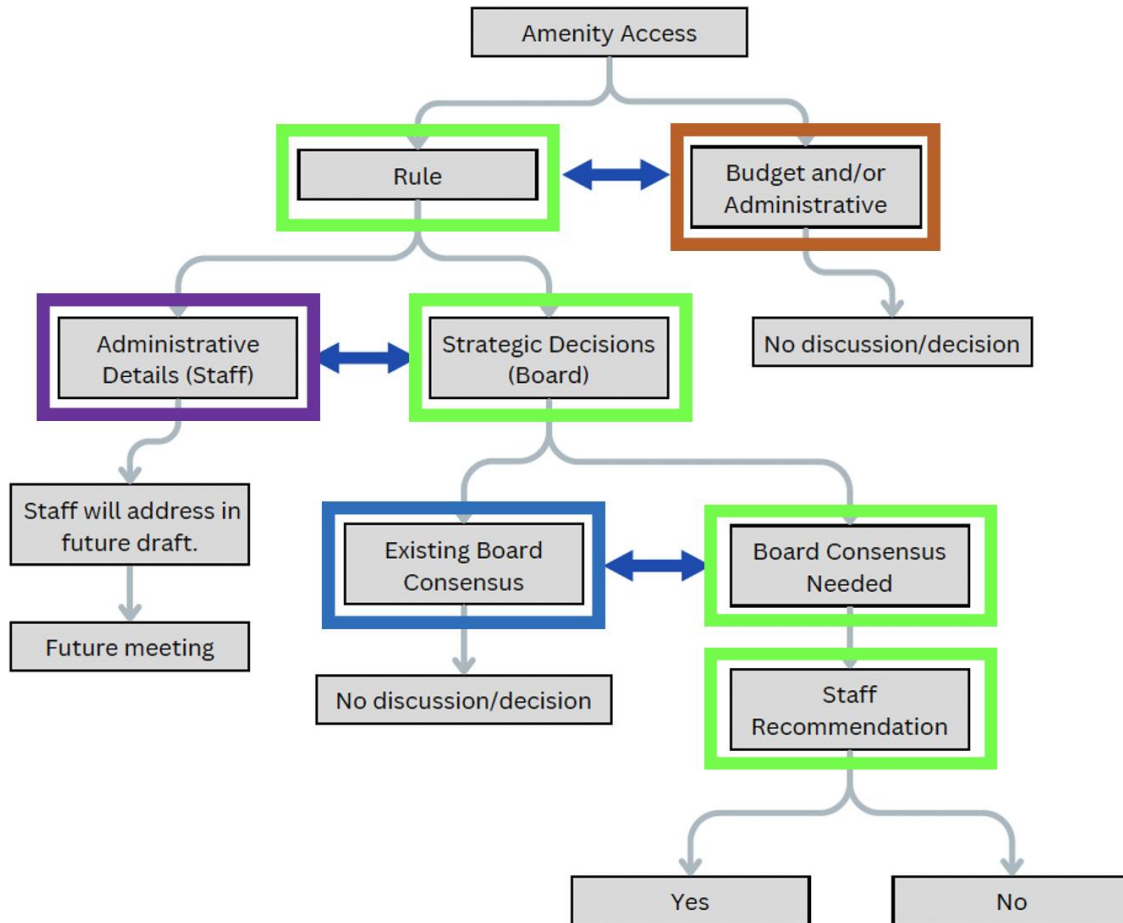 Amenity Access
Rule
Budget and/or
Administrative
Administrative
Details (Staff)
Strategic Decisions
(Board)
No discussion/decision
Staff will address in
future draft.
Existing Board
Consensus
Board Consensus
Needed
Future meeting
No discussion/decision
Staff
Recommendation
Yes
No